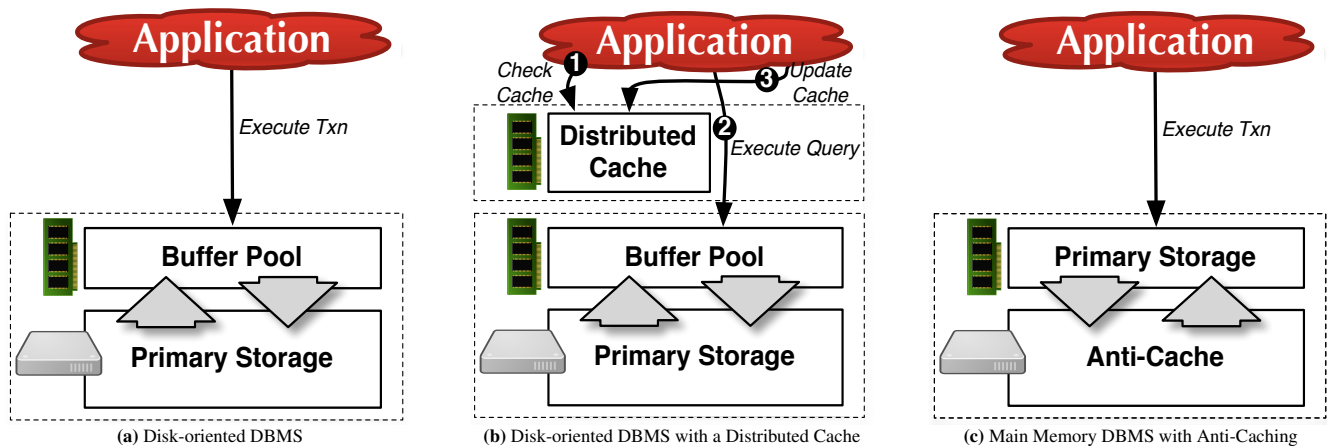 Application
Execute Txn
Buffer Pool
Primary Storage
(a) Disk-oriented DBMS
Application
1
Check
Cache
3
Update
Cache
Distributed
Cache
2
Execute Query
Buffer Pool
Primary Storage
(b) Disk-oriented DBMS with a Distributed Cache
Application
Execute Txn
Primary Storage
Anti-Cache
(c) Main Memory DBMS with Anti-Caching